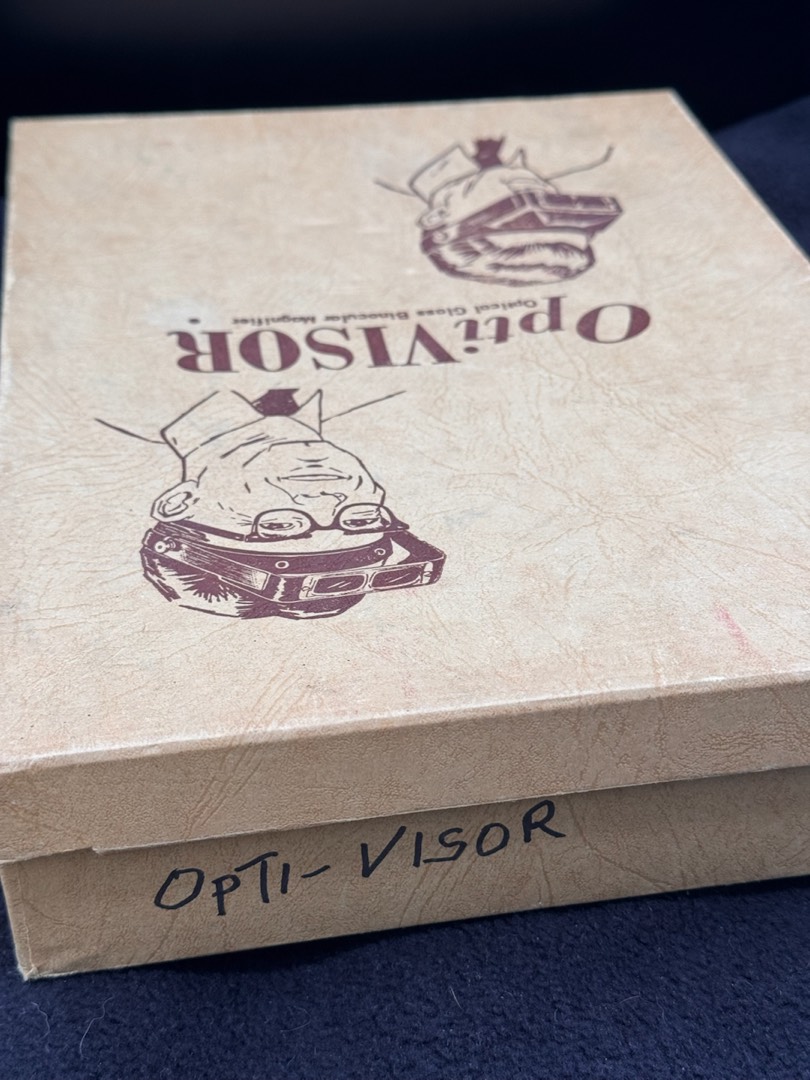 OptiVISOR
Optical Glass Binocular Magnifier
OPTI-VISOR